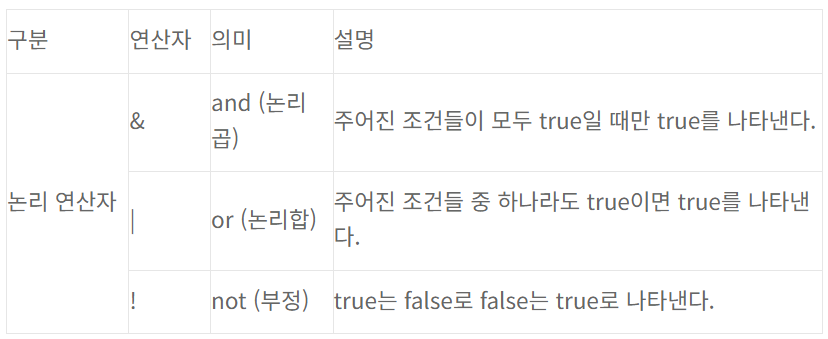 구분 연산자 의미 설명
논리 연산자
& and (논리
곱) 주어진 조건들이 모두 true일 때만 true를 나타낸다.
| or (논리합) 주어진 조건들 중 하나라도 true이면 true를 나타낸
다.
! not (부정) true는 false로 false는 true로 나타낸다.